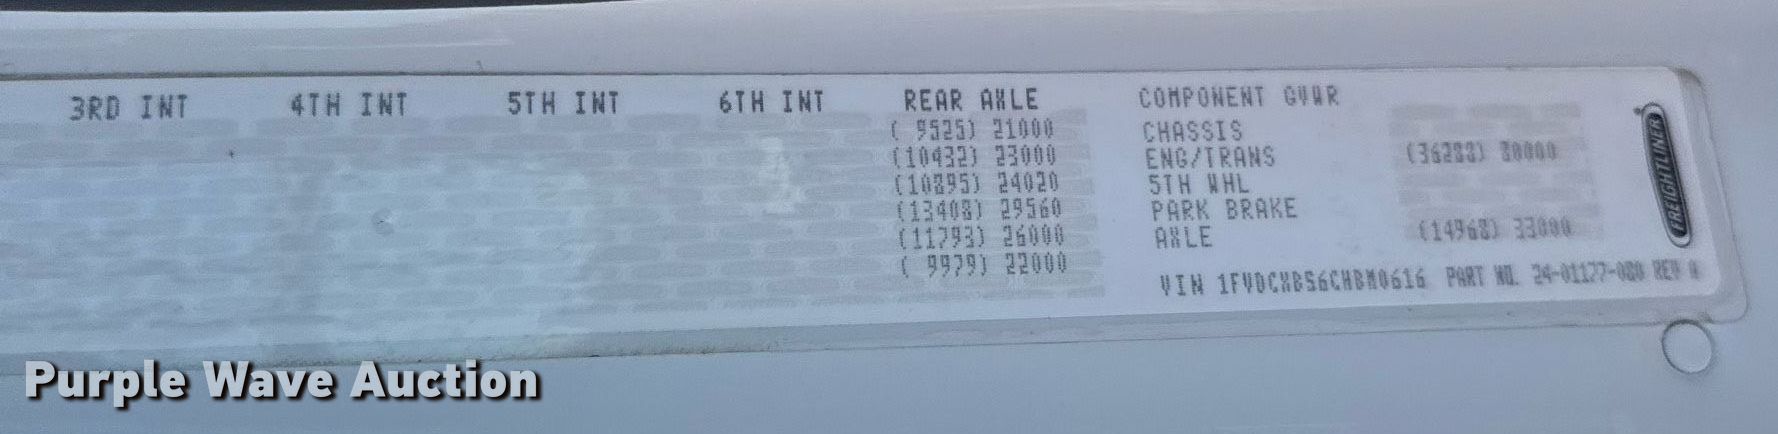 3RD INT 4TH INT 5TH INT 6TH INT REAR AXLE COMPONENT GVWR
( 9525) 21000 CHASSIS
(10432) 23000 ENG/TRANS (36288) 80000
(10895) 24020 5TH WHL
(13408) 29560 PARK BRAKE
(11793) 26000 AXLE (14968) 33000
( 9979) 22000
VIN 1FVDCXBS6CHBM0616 PART NO. 24-01177-080 REV A
FREIGHTLINER
Purple Wave Auction